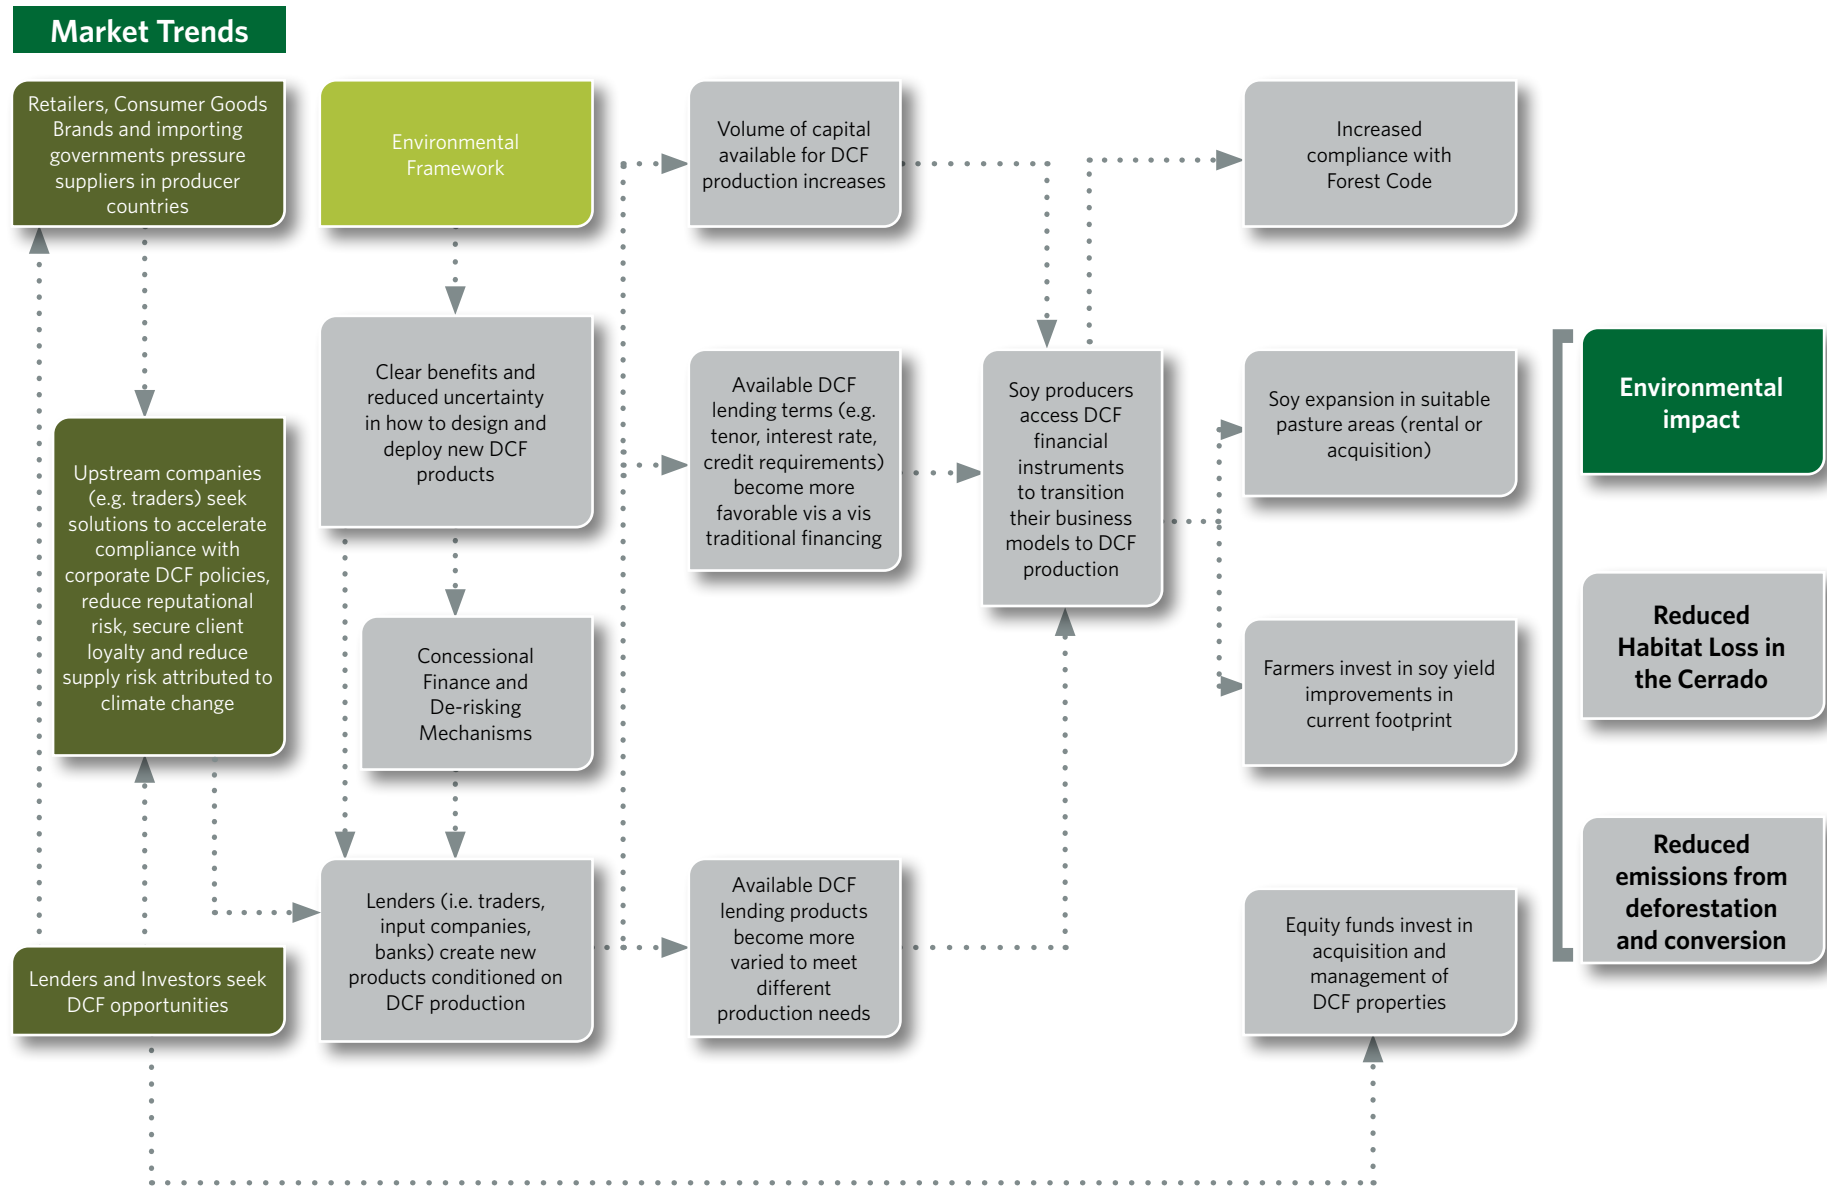 Market Trends
Retailers, Consumer Goods
Brands and importing
governments pressure
suppliers in producer
countries
Upstream companies
(e.g. traders) seek
solutions to accelerate
compliance with
corporate DCF policies,
reduce reputational
risk, secure client
loyalty and reduce
supply risk attributed to
climate change
Lenders and Investors seek
DCF opportunities
Environmental
Framework
Clear benefits and
reduced uncertainty
in how to design and
deploy new DCF
products
Concessional
Finance and
De-risking
Mechanisms
Lenders (i.e. traders,
input companies,
banks) create new
products conditioned on
DCF production
Volume of capital
available for DCF
production increases
Available DCF
lending terms (e.g.
tenor, interest rate,
credit requirements)
become more
favorable vis a vis
traditional financing
Available DCF
lending products
become more
varied to meet
different
production needs
Soy producers
access DCF
financial
instruments
to transition
their business
models to DCF
production
Increased
compliance with
Forest Code
Soy expansion in suitable
pasture areas (rental or
acquisition)
Farmers invest in soy yield
improvements in
current footprint
Equity funds invest in
acquisition and
management of
DCF properties
Environmental
impact
Reduced
Habitat Loss in
the Cerrado
Reduced
emissions from
deforestation
and conversion